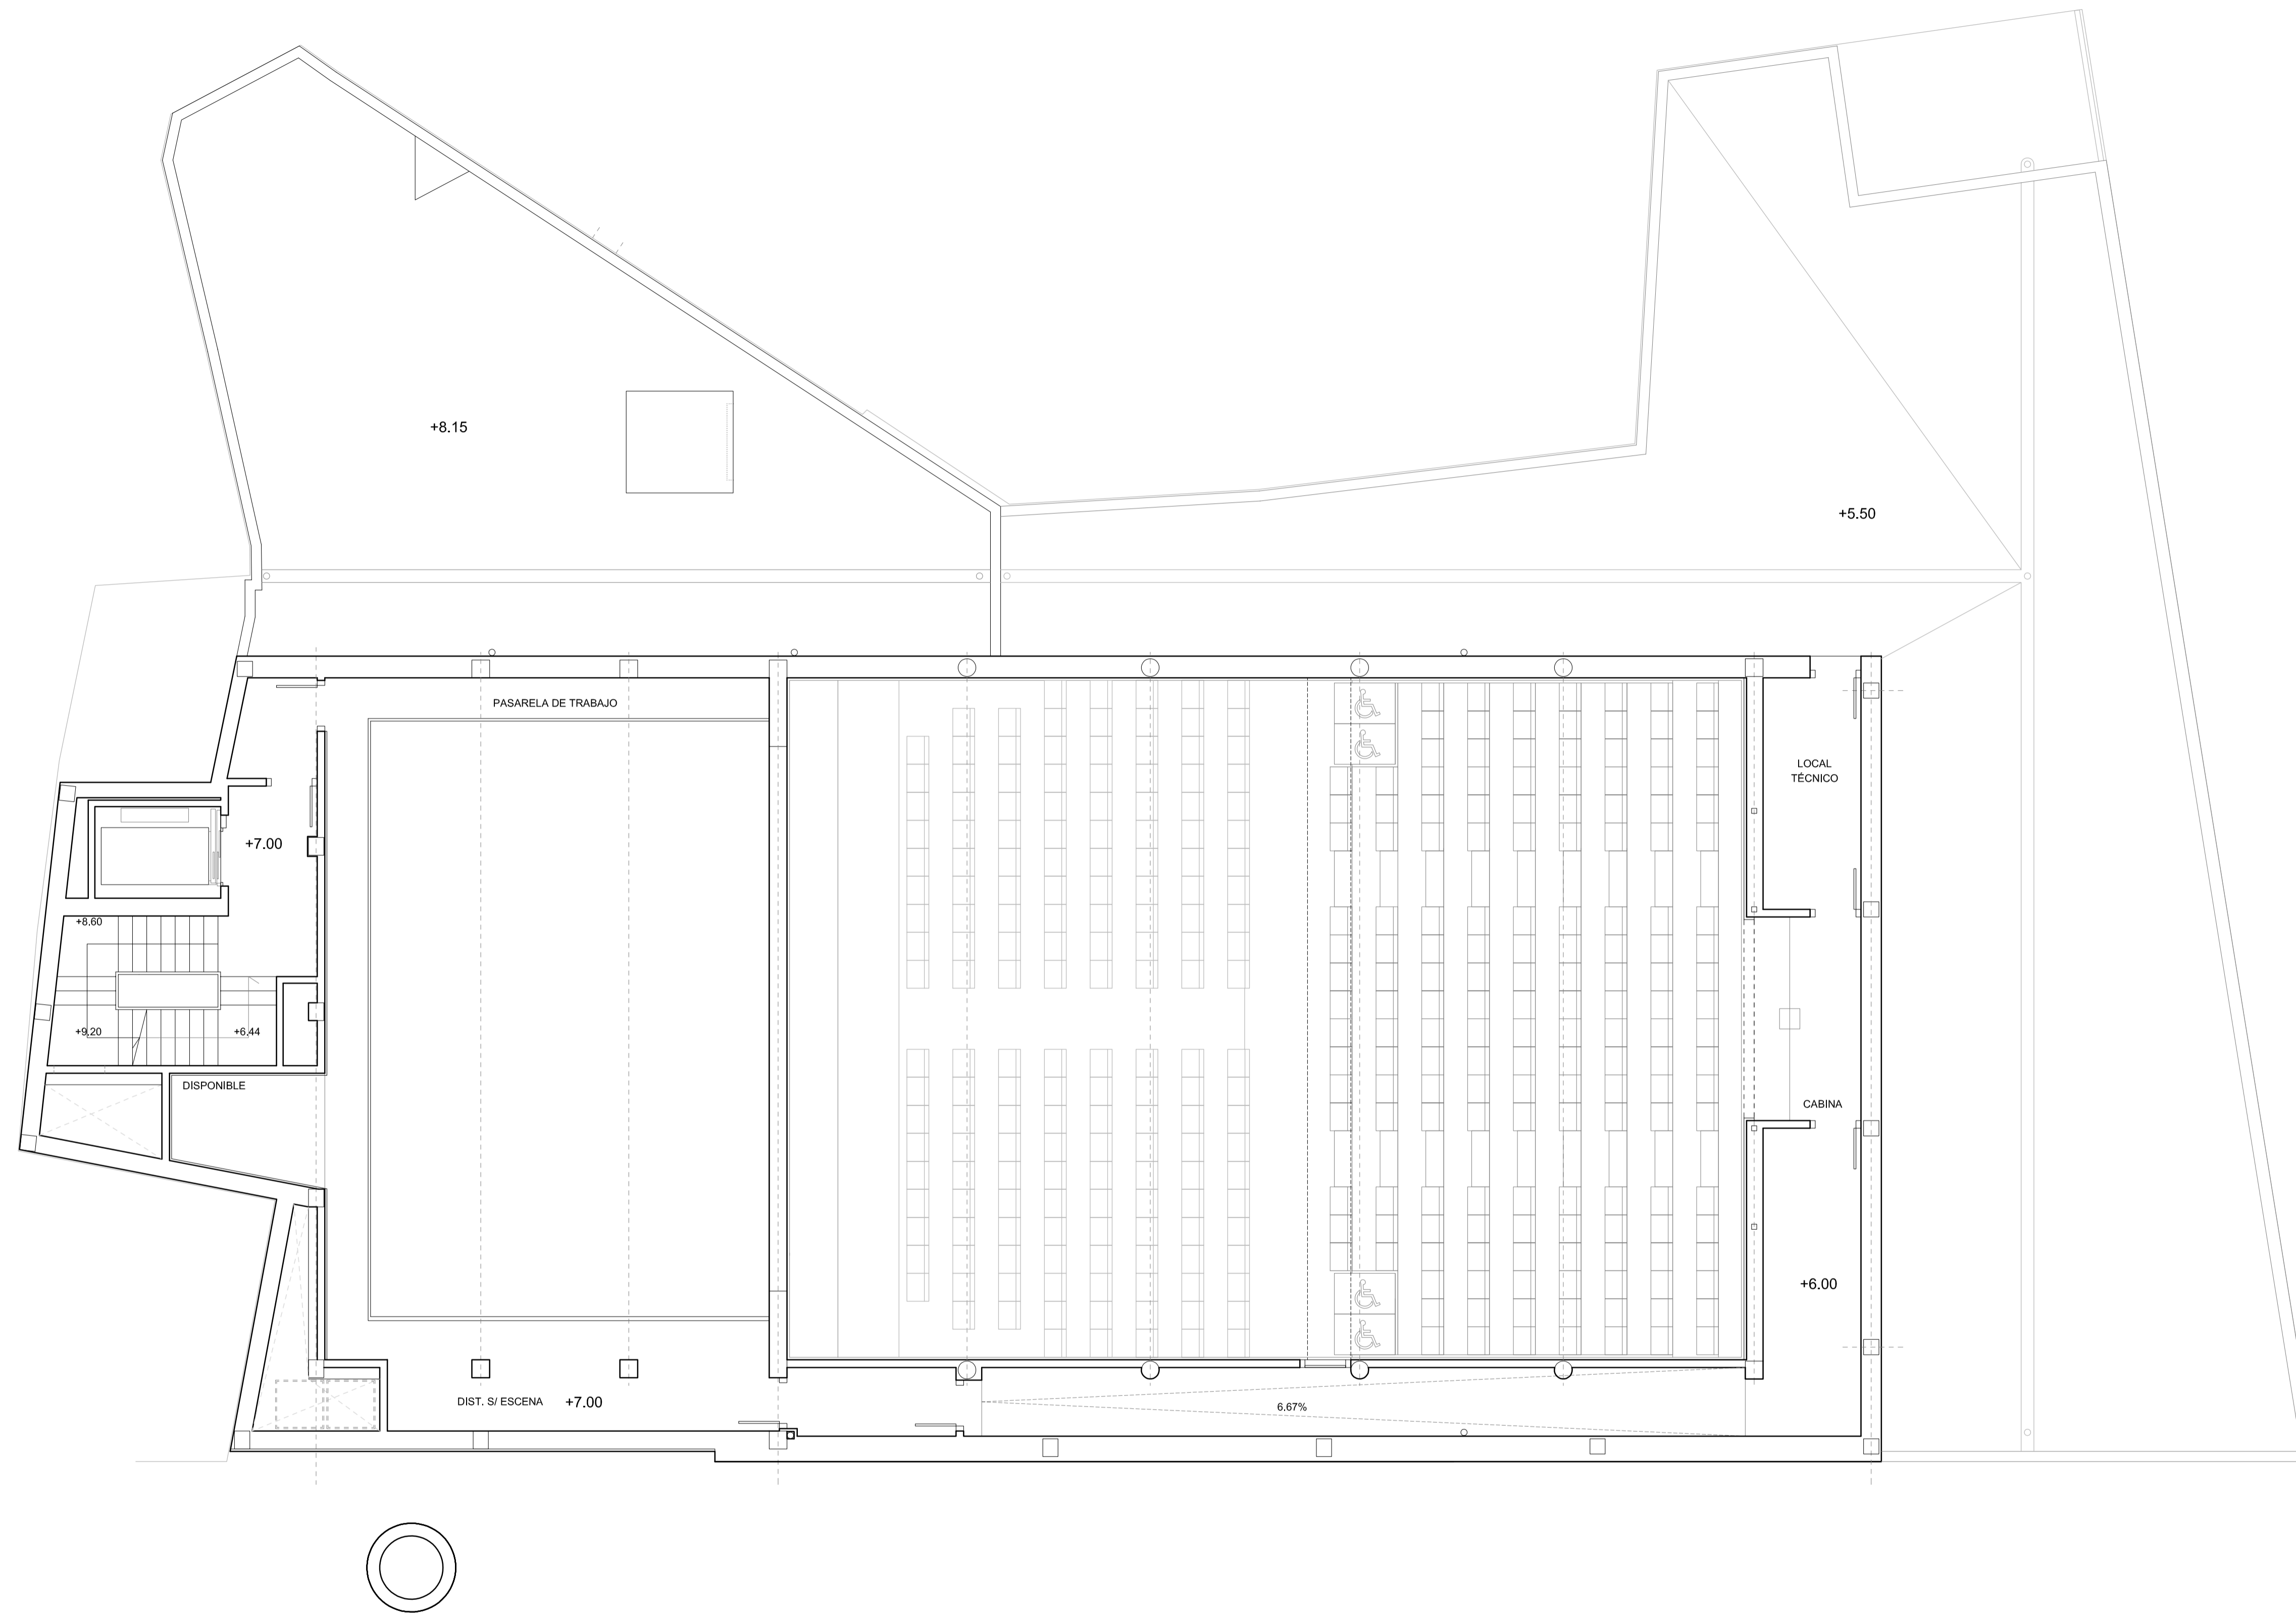 +8.15
+5.50
PASARELA DE TRABAJO
LOCAL
TÉCNICO
+7.00
+8.60
+9.20
+6.44
DISPONIBLE
CABINA
+6.00
DIST. S/ ESCENA
+7.00
6.67%